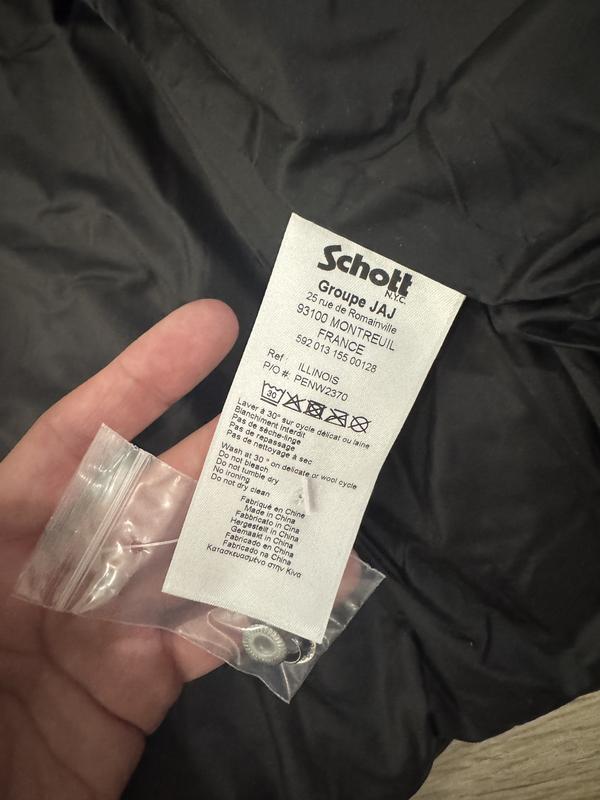 Schott
N.Y.C.
Groupe JAJ
25 rue de Romainville
93100 MONTREUIL
FRANCE
592 013 155 00128
Ref : ILLINOIS
P/O #: PENW2370
30
Laver à 30° sur cycle délicat ou laine
Blanchiment interdit
Pas de sèche-linge
Pas de repassage
Pas de nettoyage à sec
Wash at 30 ° on delicate or wool cycle
Do not bleach
Do not tumble dry
No ironing
Do not dry clean
Fabriqué en Chine
Made in China
Fabbricato in Cina
Hergestellt in China
Gemaakt in China
Fabricado en China
Fabricado na China
Κατασκευασμένο στην Κίνα